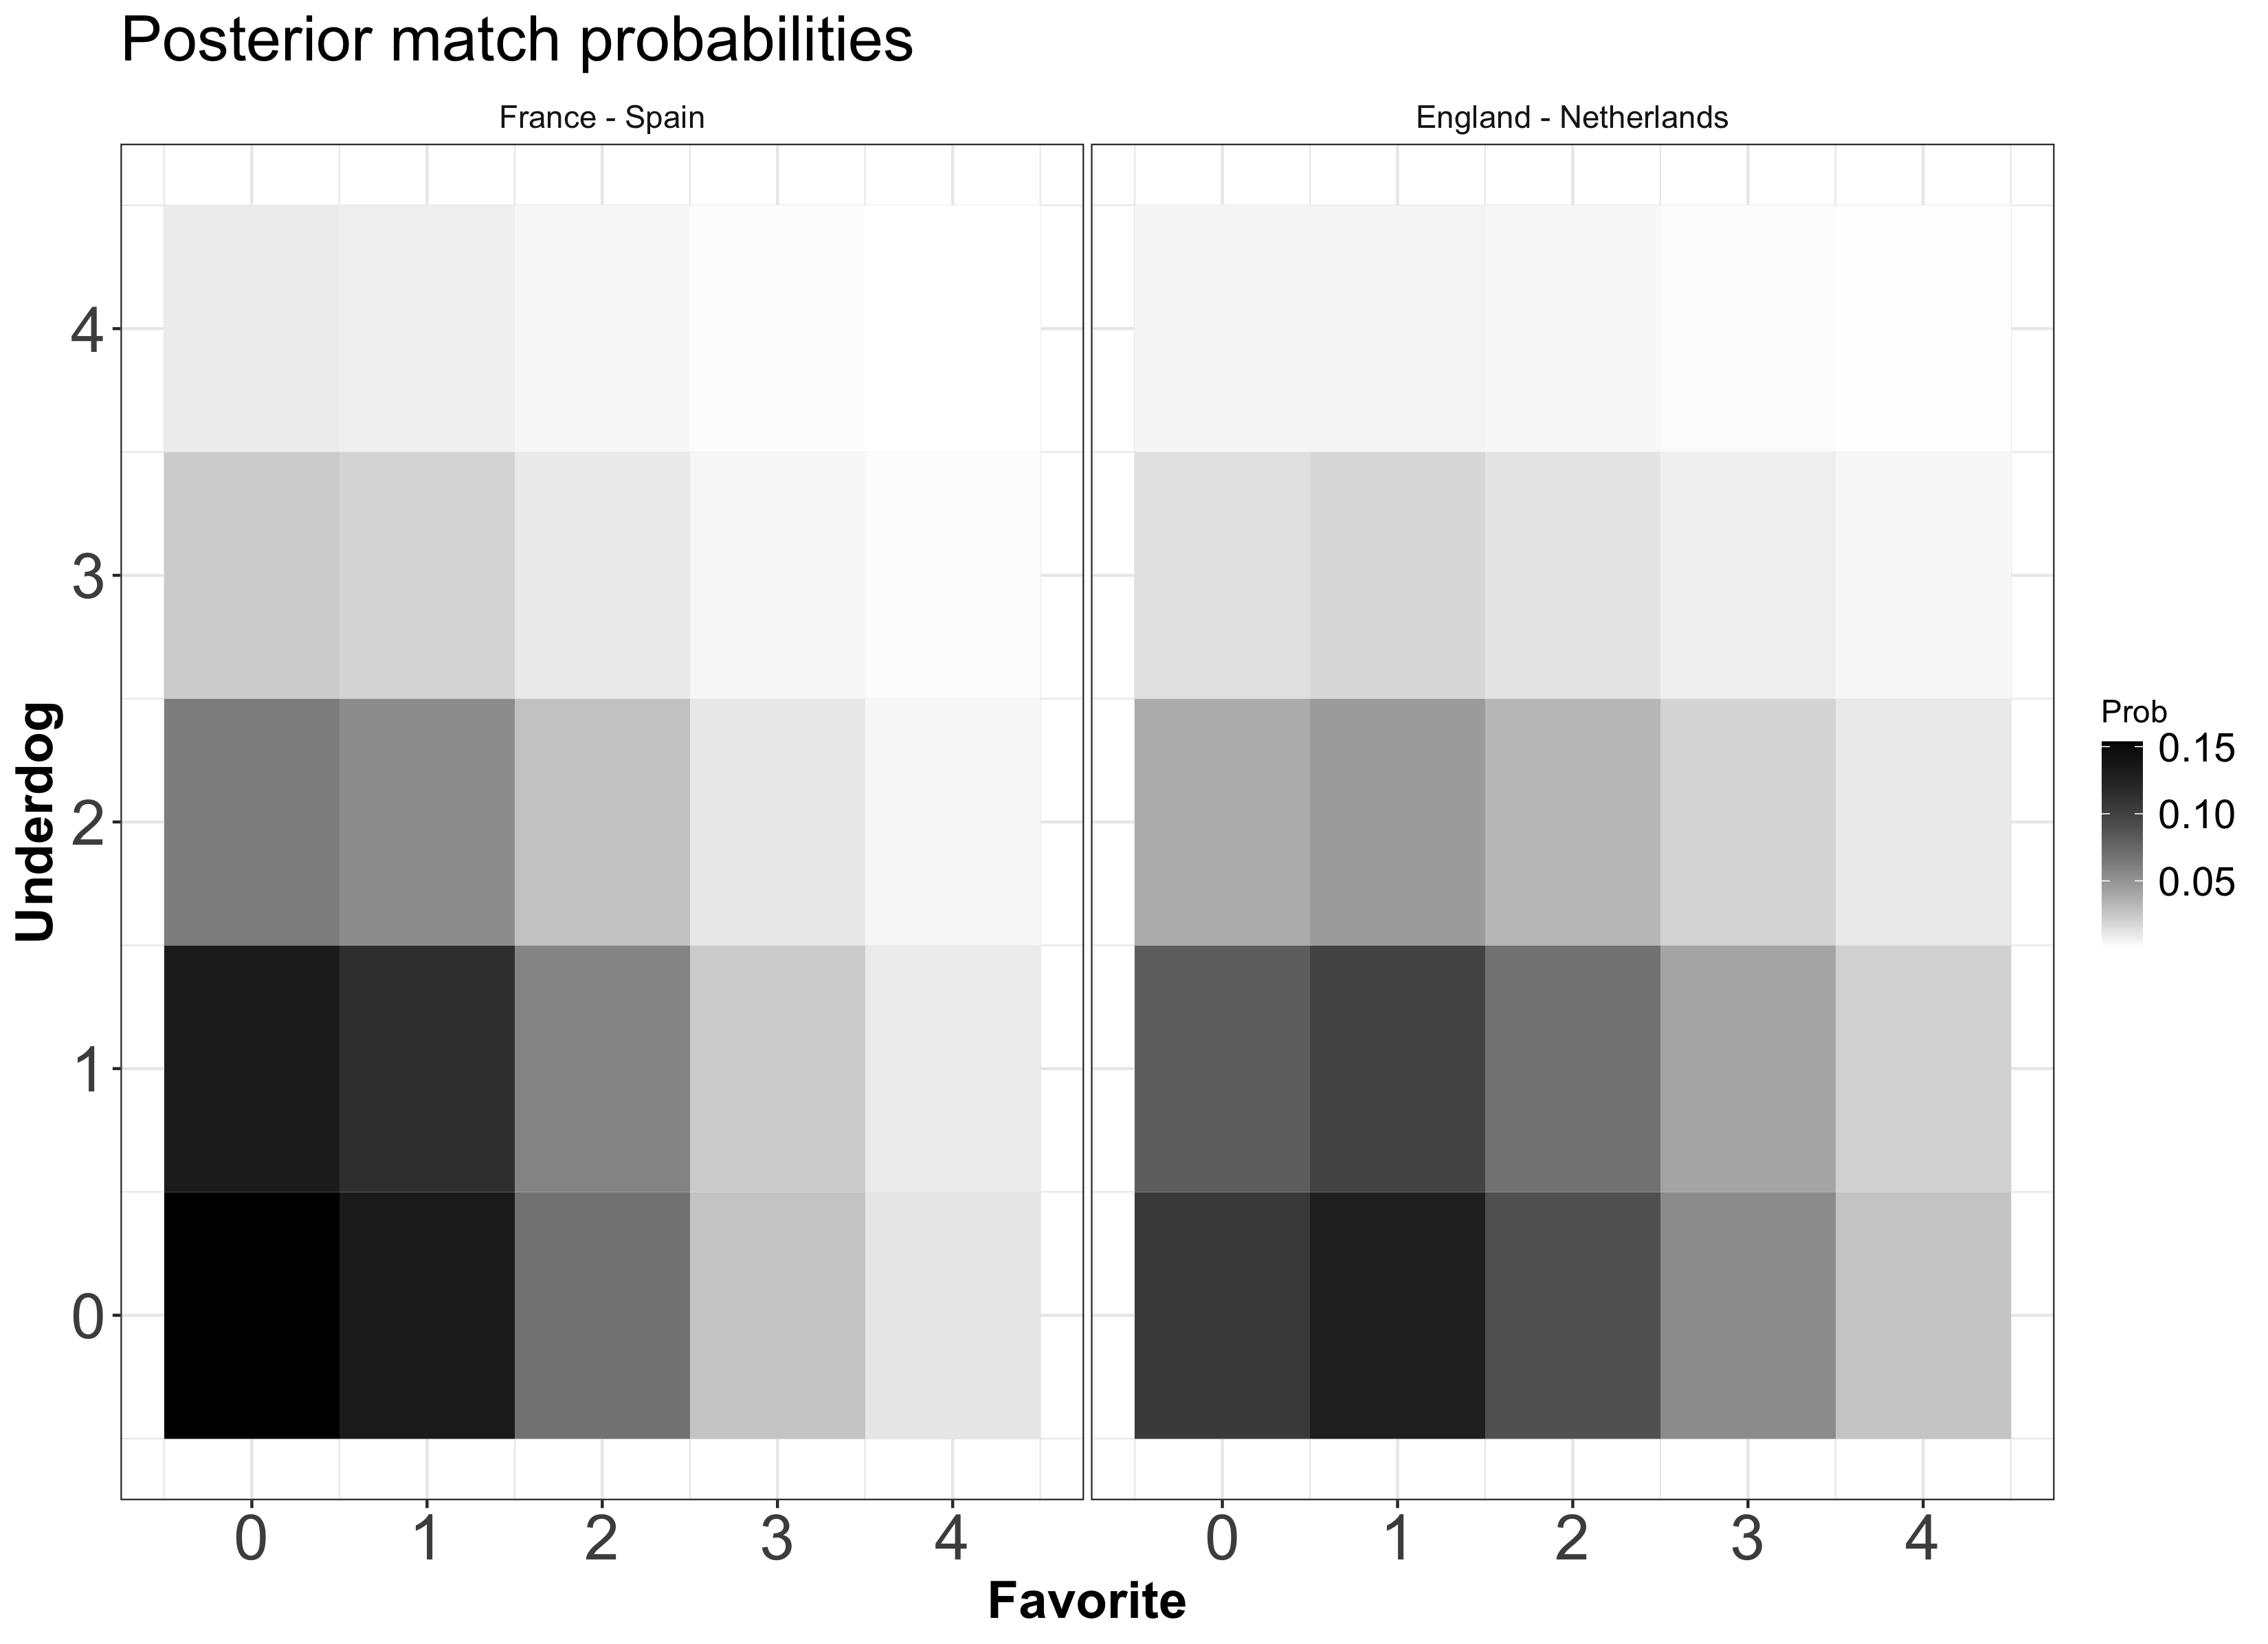 Posterior match probabilities
France - Spain
England - Netherlands
Underdog
4
3
2
1
0
0 1 2 3 4
0 1 2 3 4
Favorite
Prob
0.15
0.10
0.05